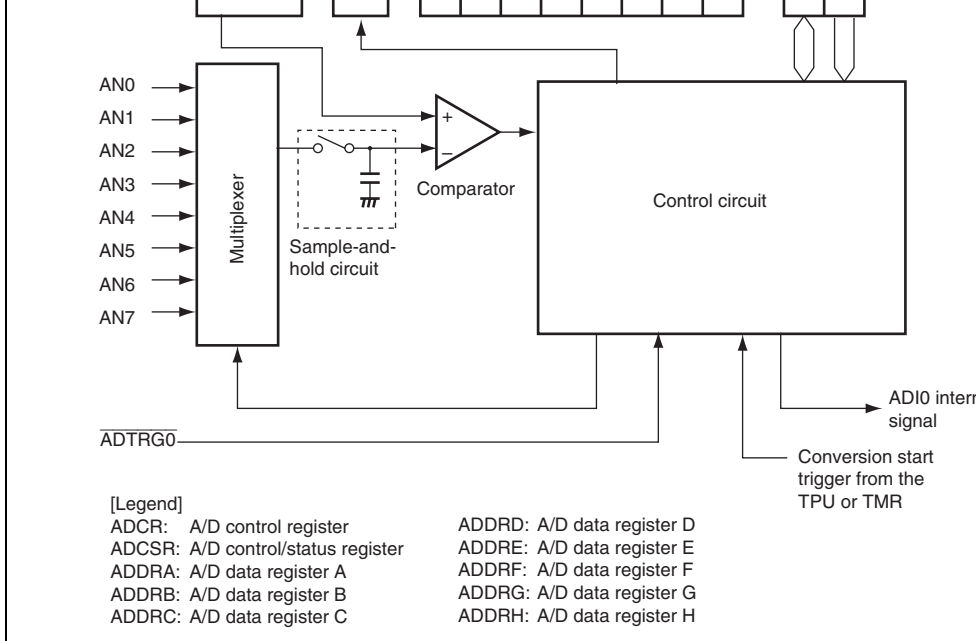 AN0
AN1
AN2
AN3
AN4
AN5
AN6
AN7
Multiplexer
+
–
Comparator
Sample-and-
hold circuit
Control circuit
ADI0 interr
signal
ADTRG0
Conversion start
trigger from the
TPU or TMR
[Legend]
ADCR: A/D control register
ADCSR: A/D control/status register
ADDRA: A/D data register A
ADDRB: A/D data register B
ADDRC: A/D data register C
ADDRD: A/D data register D
ADDRE: A/D data register E
ADDRF: A/D data register F
ADDRG: A/D data register G
ADDRH: A/D data register H